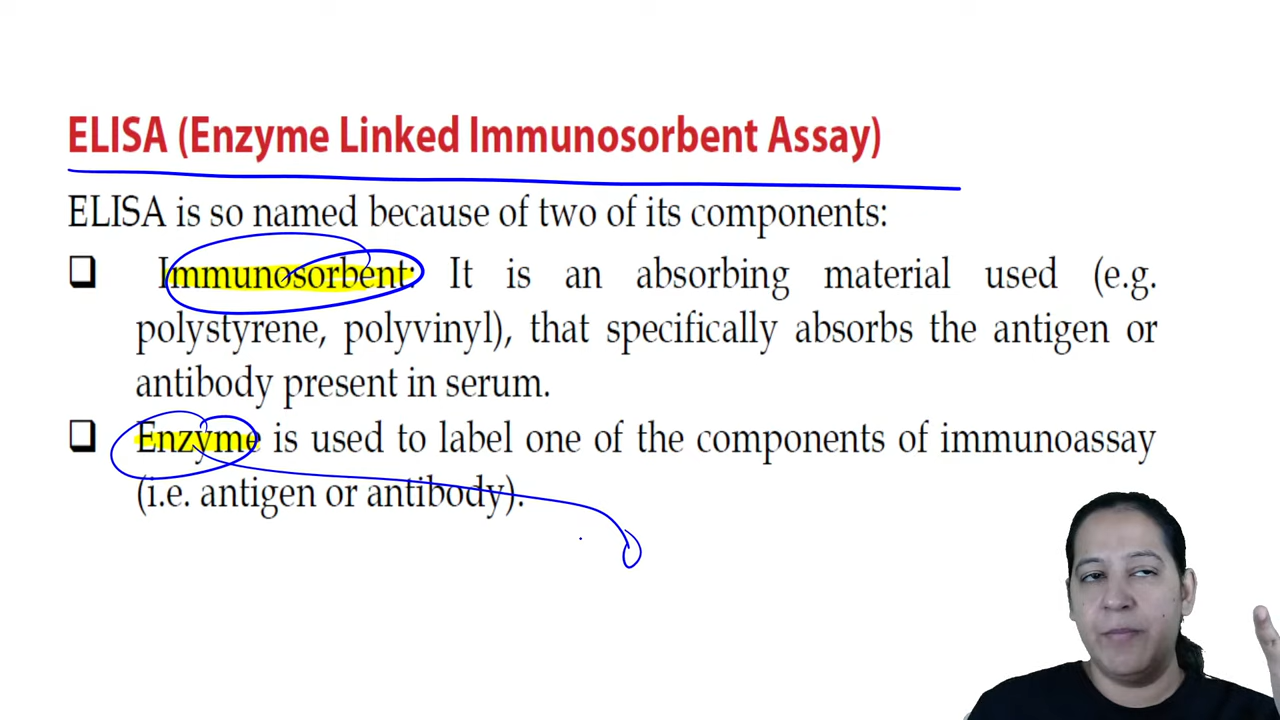 ELISA (Enzyme Linked Immunosorbent Assay)
ELISA is so named because of two of its components:
❑ Immunosorbent: It is an absorbing material used (e.g.
polystyrene, polyvinyl), that specifically absorbs the antigen or
antibody present in serum.
❑ Enzyme is used to label one of the components of immunoassay
(i.e. antigen or antibody).